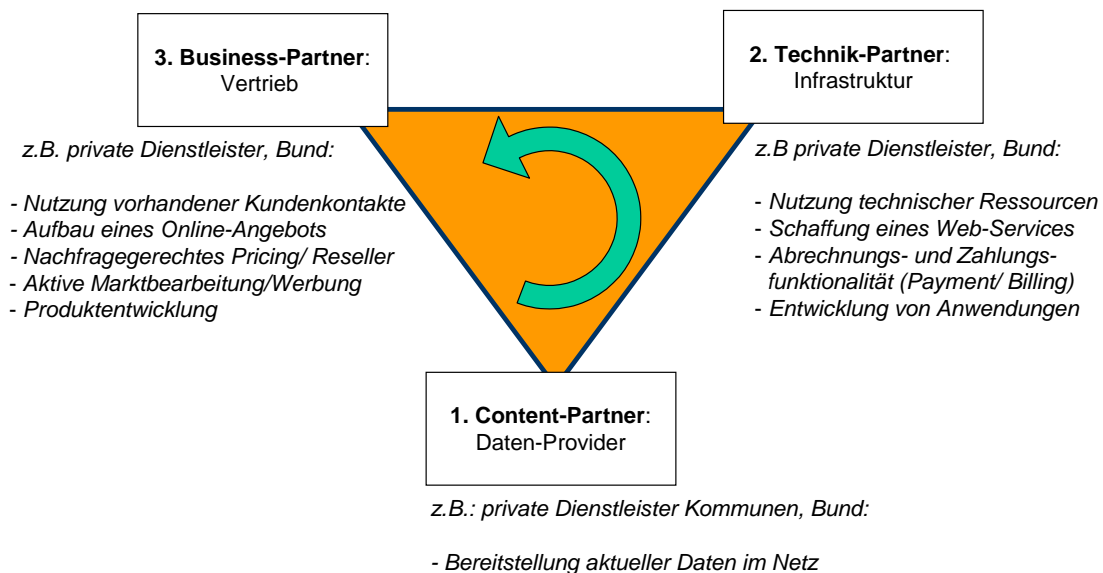 3. Business-Partner:
Vertrieb
z.B. private Dienstleister, Bund:
- Nutzung vorhandener Kundenkontakte
- Aufbau eines Online-Angebots
- Nachfragegerechtes Pricing/ Reseller
- Aktive Marktbearbeitung/Werbung
- Produktentwicklung
2. Technik-Partner:
Infrastruktur
z.B private Dienstleister, Bund:
- Nutzung technischer Ressourcen
- Schaffung eines Web-Services
- Abrechnungs- und Zahlungs-
funktionalität (Payment/ Billing)
- Entwicklung von Anwendungen
1. Content-Partner:
Daten-Provider
z.B.: private Dienstleister Kommunen, Bund:
- Bereitstellung aktueller Daten im Netz